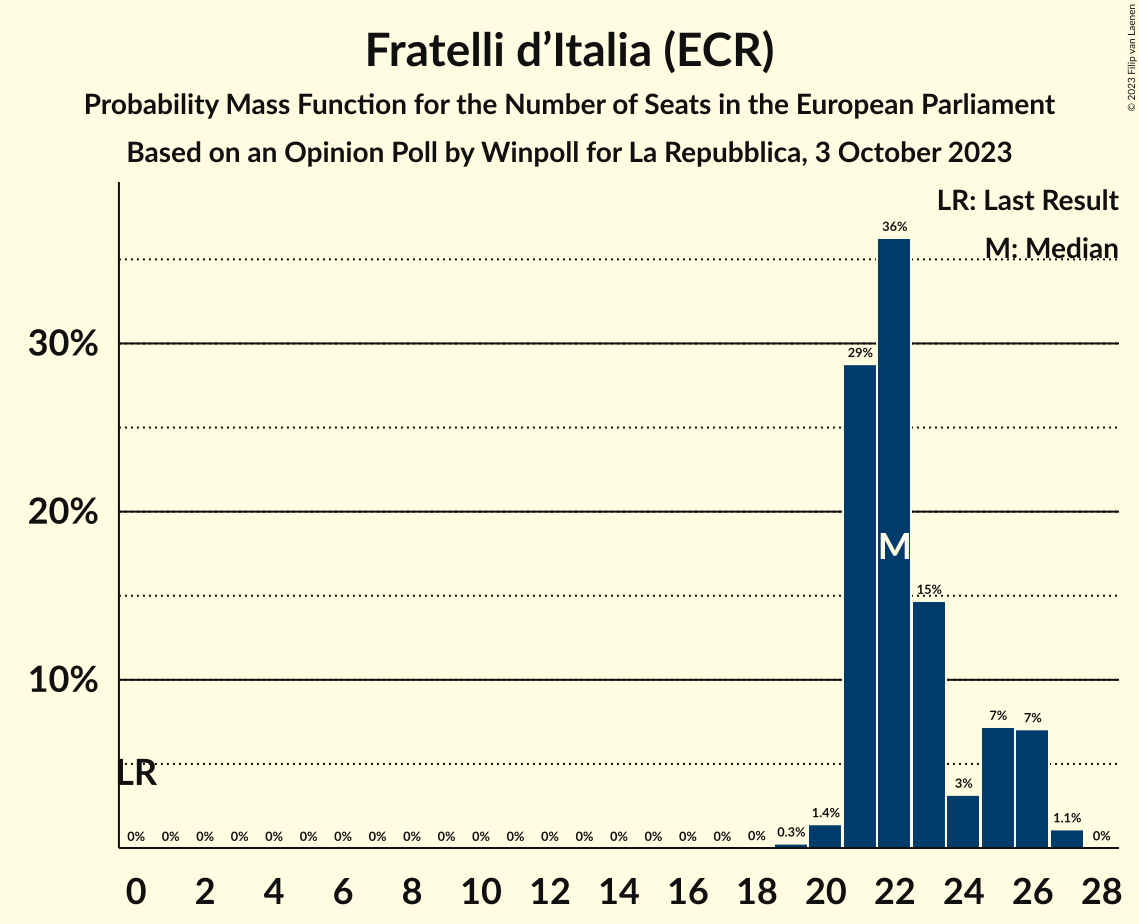 Fratelli d’Italia (ECR)
Probability Mass Function for the Number of Seats in the European Parliament
Based on an Opinion Poll by Winpoll for La Repubblica, 3 October 2023
© 2023 Filip van Laenen
LR: Last Result
M: Median
30%
20%
10%
36%
29%
M
15%
7%
7%
3%
1.4%
0.3%
1.1%
LR
0% 0% 0% 0% 0% 0% 0% 0% 0% 0% 0% 0% 0% 0% 0% 0% 0% 0% 0% 0%
0 2 4 6 8 10 12 14 16 18 20 22 24 26 28